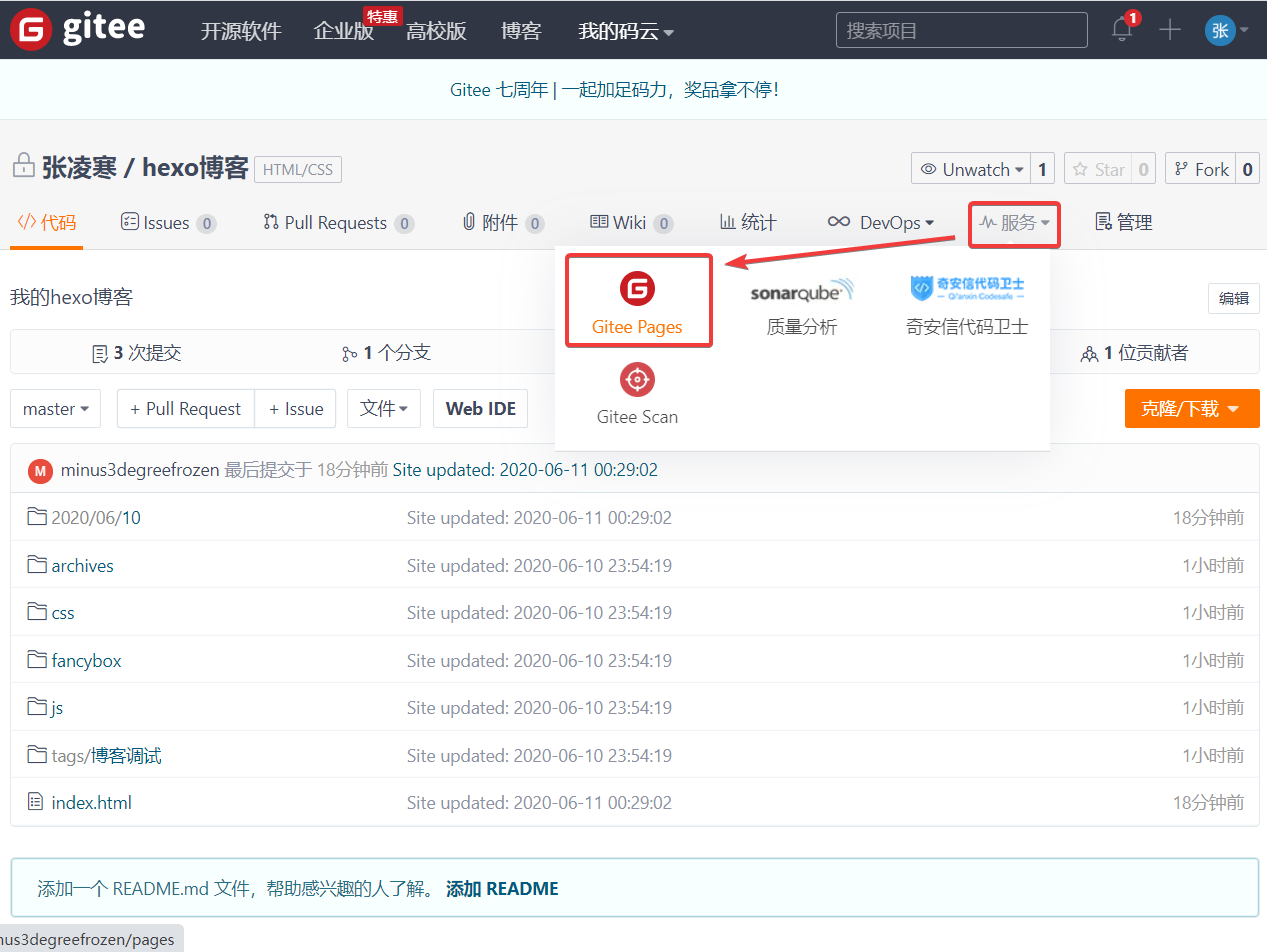 gitee 开源软件 企业版 特惠 高校版 博客 我的码云 搜索项目 1 张
Gitee 七周年 | 一起加足码力，奖品拿不停！
张凌寒 / hexo博客 HTML/CSS Unwatch 1 Star 0 Fork 0
代码 Issues 0 Pull Requests 0 附件 0 Wiki 0 统计 DevOps 服务 管理
我的hexo博客 编辑
Gitee Pages
sonarqube
质量分析
奇安信代码卫士
Qi'anxin Codesafe
奇安信代码卫士
Gitee Scan
3 次提交 1 个分支 1 位贡献者
master + Pull Request + Issue 文件 Web IDE 克隆/下载
M minus3degreefrozen 最后提交于 18分钟前 Site updated: 2020-06-11 00:29:02
2020/06/10 Site updated: 2020-06-11 00:29:02 18分钟前
archives Site updated: 2020-06-10 23:54:19 1小时前
css Site updated: 2020-06-10 23:54:19 1小时前
fancybox Site updated: 2020-06-10 23:54:19 1小时前
js Site updated: 2020-06-10 23:54:19 1小时前
tags/博客调试 Site updated: 2020-06-10 23:54:19 1小时前
index.html Site updated: 2020-06-11 00:29:02 18分钟前
添加一个 README.md 文件，帮助感兴趣的人了解。 添加 README
nus3degreefrozen/pages